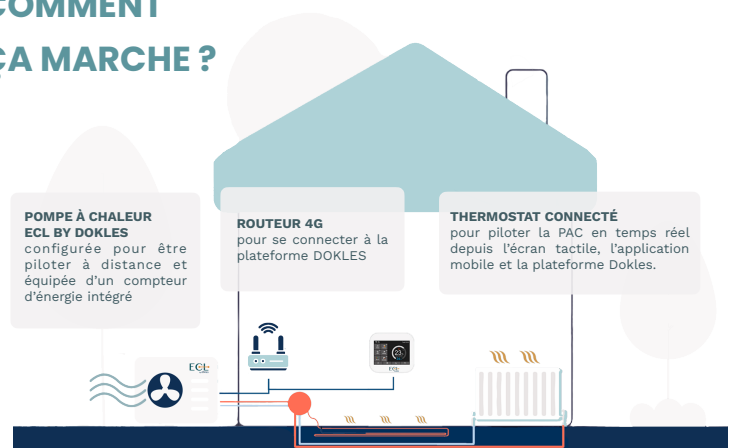 COMMENT
ÇA MARCHE ?
POMPE À CHALEUR
ECL BY DOKLES
configurée pour être
piloter à distance et
équipée d'un compteur
d'énergie intégré
ROUTEUR 4G
pour se connecter à la
plateforme DOKLES
THERMOSTAT CONNECTÉ
pour piloter la PAC en temps réel
depuis l'écran tactile, l'application
mobile et la plateforme Dokles.
23
ECL
ECL